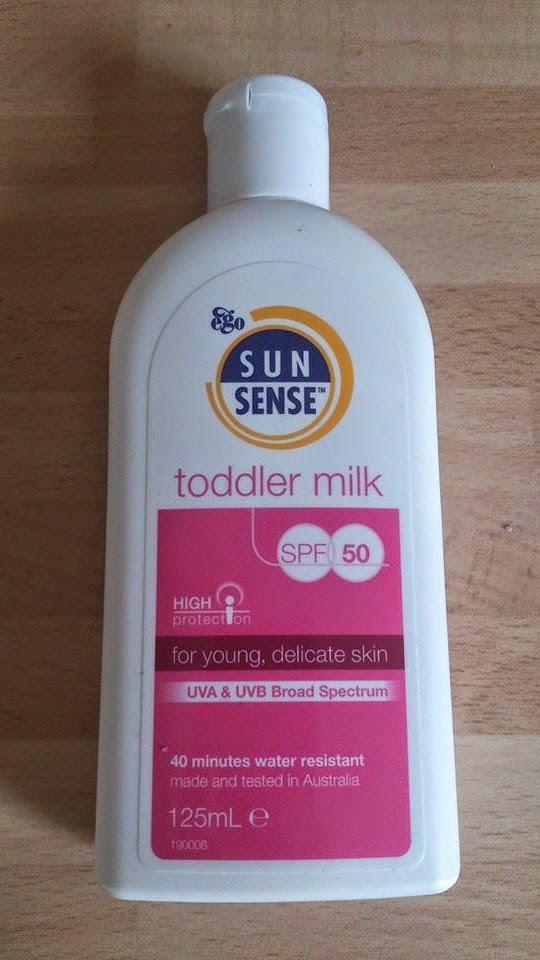 ego
SUN
SENSE™
toddler milk
SPF 50
HIGH
protection
for young, delicate skin
UVA & UVB Broad Spectrum
40 minutes water resistant
made and tested in Australia
125mL ℮
190006